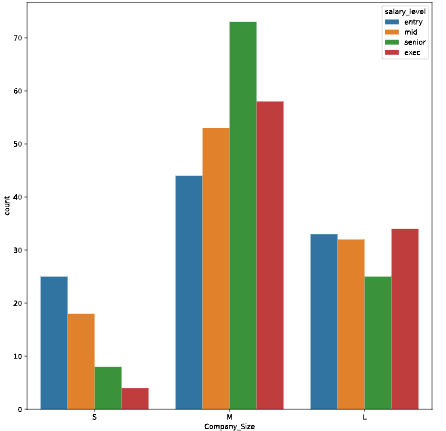 salary_level
entry
mid
senior
exec
count
70
60
50
40
30
20
10
0
S
M
L
Company_Size